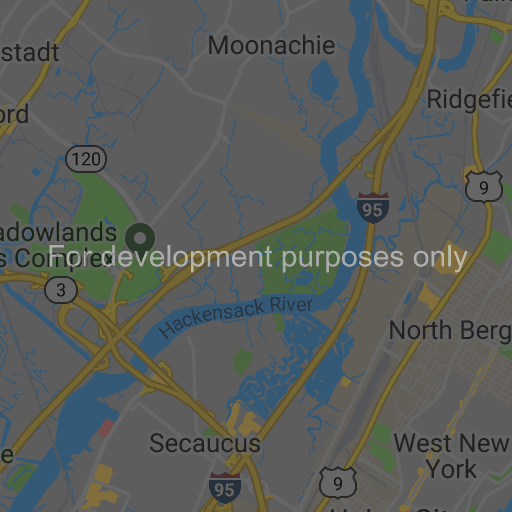 Moonachie
stadt
Ridgefie
ord
120
9
95
adowlands
s Complex
For development purposes only
3
Hackensack River
North Berg
Secaucus
West New
York
e
95
9